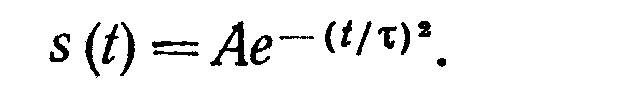 s (t) = Ae^{−(t/τ)²}.